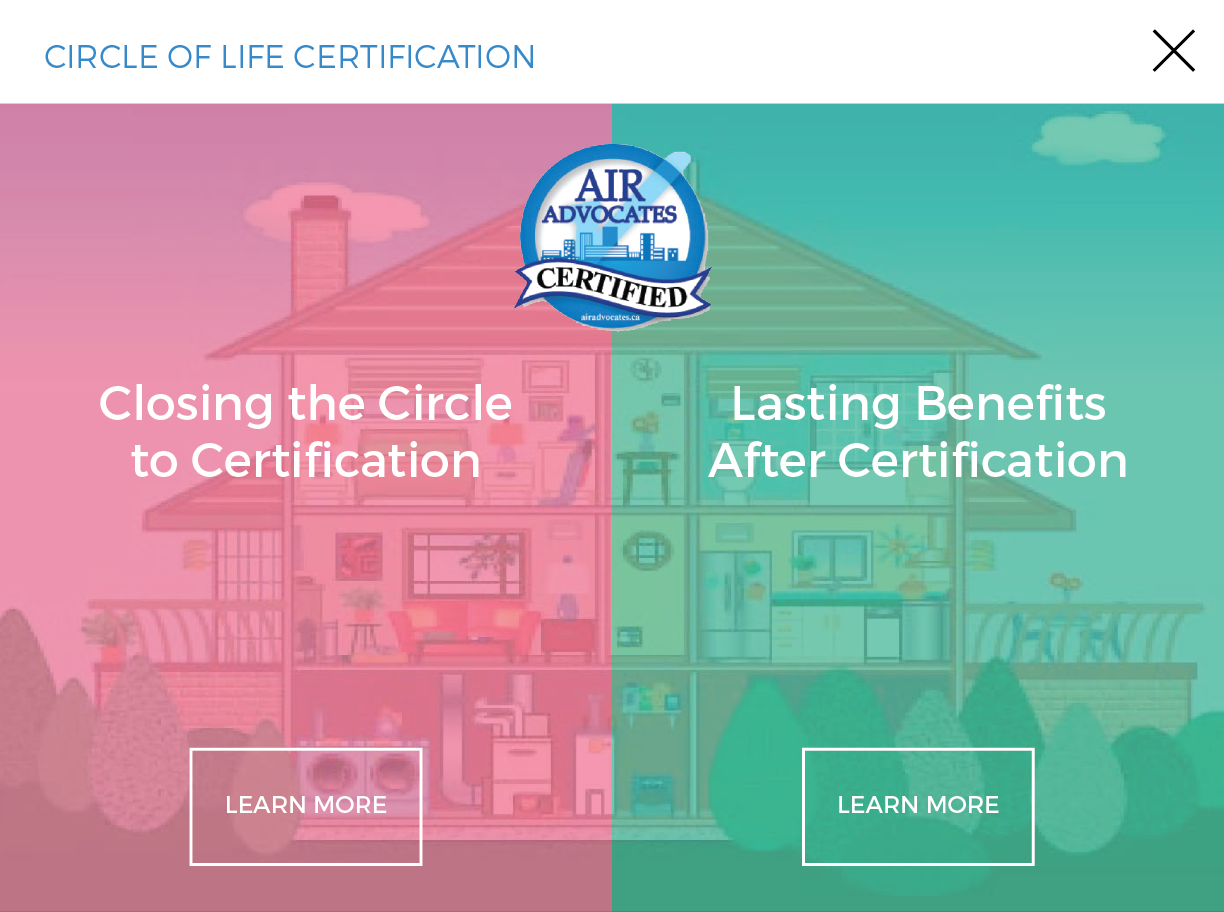 CIRCLE OF LIFE CERTIFICATION
AIR
ADVOCATES
CERTIFIED
airadvocates.ca
Closing the Circle
to Certification
Lasting Benefits
After Certification
LEARN MORE
LEARN MORE